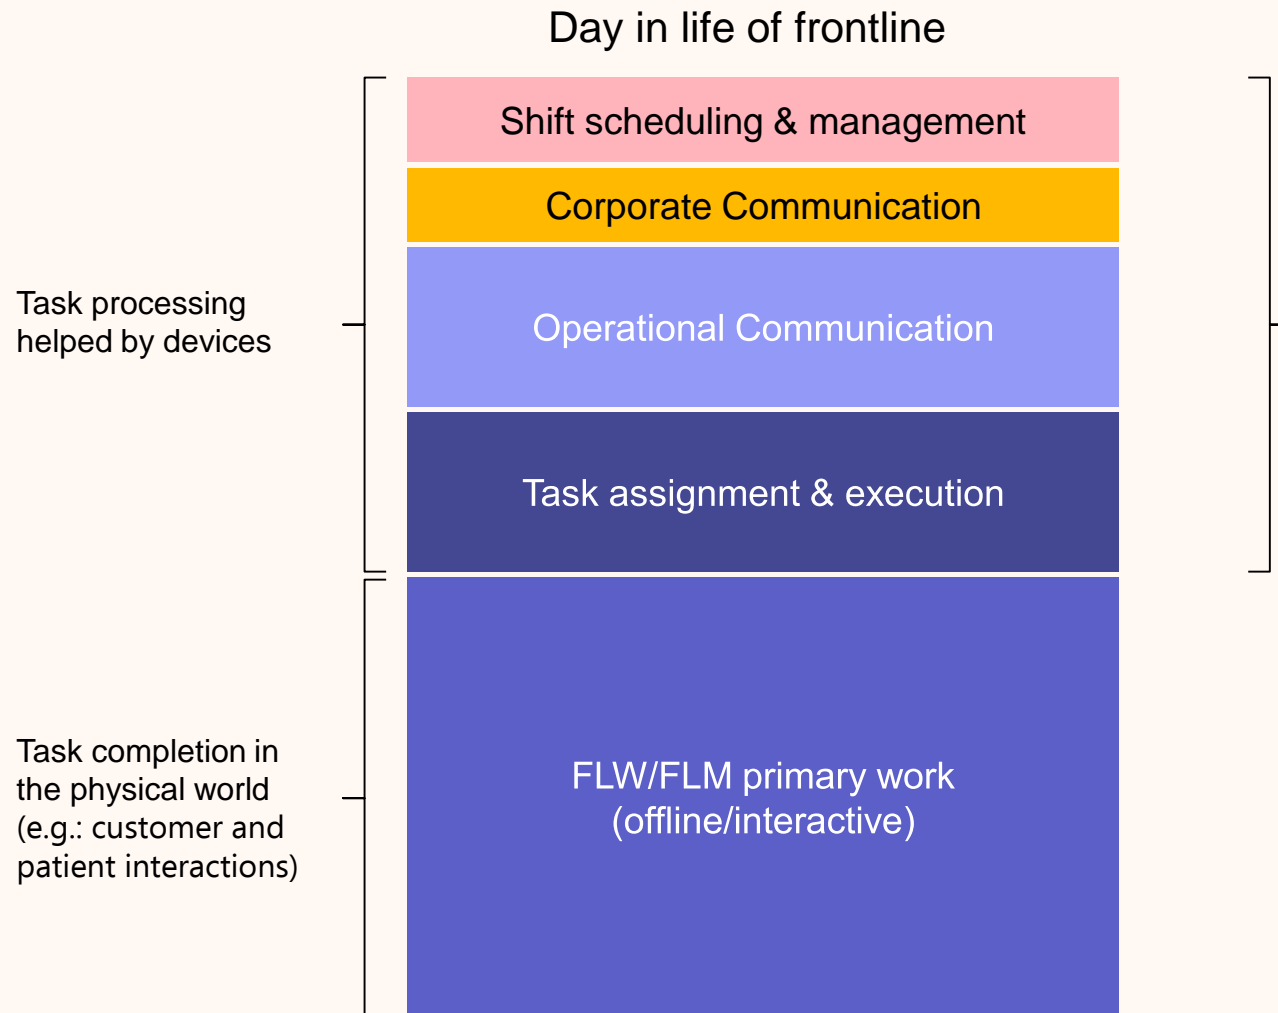 Day in life of frontline
Shift scheduling & management
Corporate Communication
Task processing
helped by devices
Operational Communication
Task assignment & execution
Task completion in
the physical world
(e.g.: customer and
patient interactions)
FLW/FLM primary work
(offline/interactive)